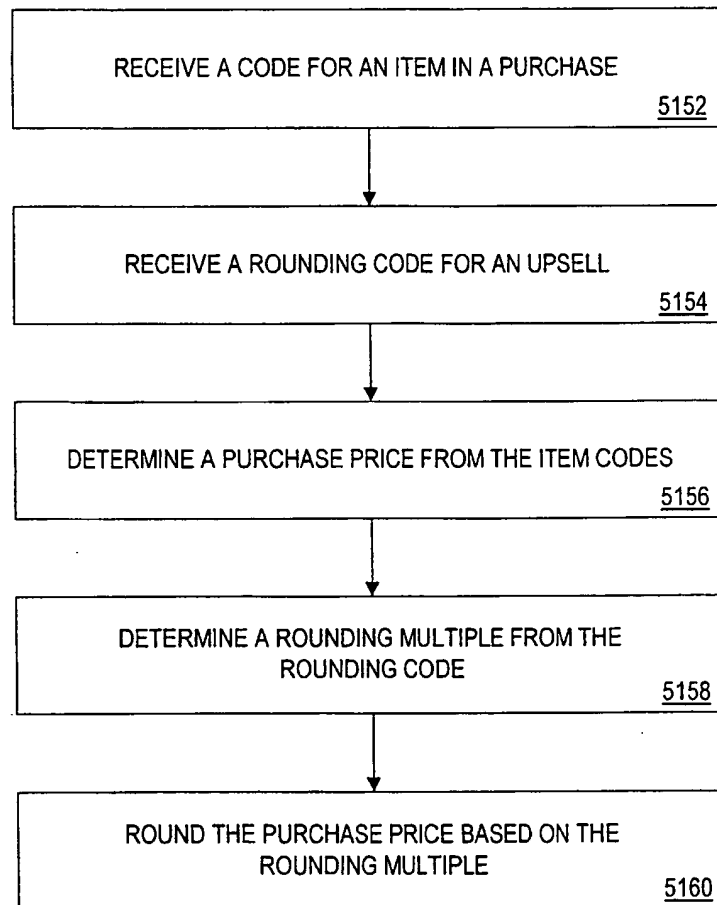 RECEIVE A CODE FOR AN ITEM IN A PURCHASE
5152
RECEIVE A ROUNDING CODE FOR AN UPSELL
5154
DETERMINE A PURCHASE PRICE FROM THE ITEM CODES
5156
DETERMINE A ROUNDING MULTIPLE FROM THE
ROUNDING CODE
5158
ROUND THE PURCHASE PRICE BASED ON THE
ROUNDING MULTIPLE
5160